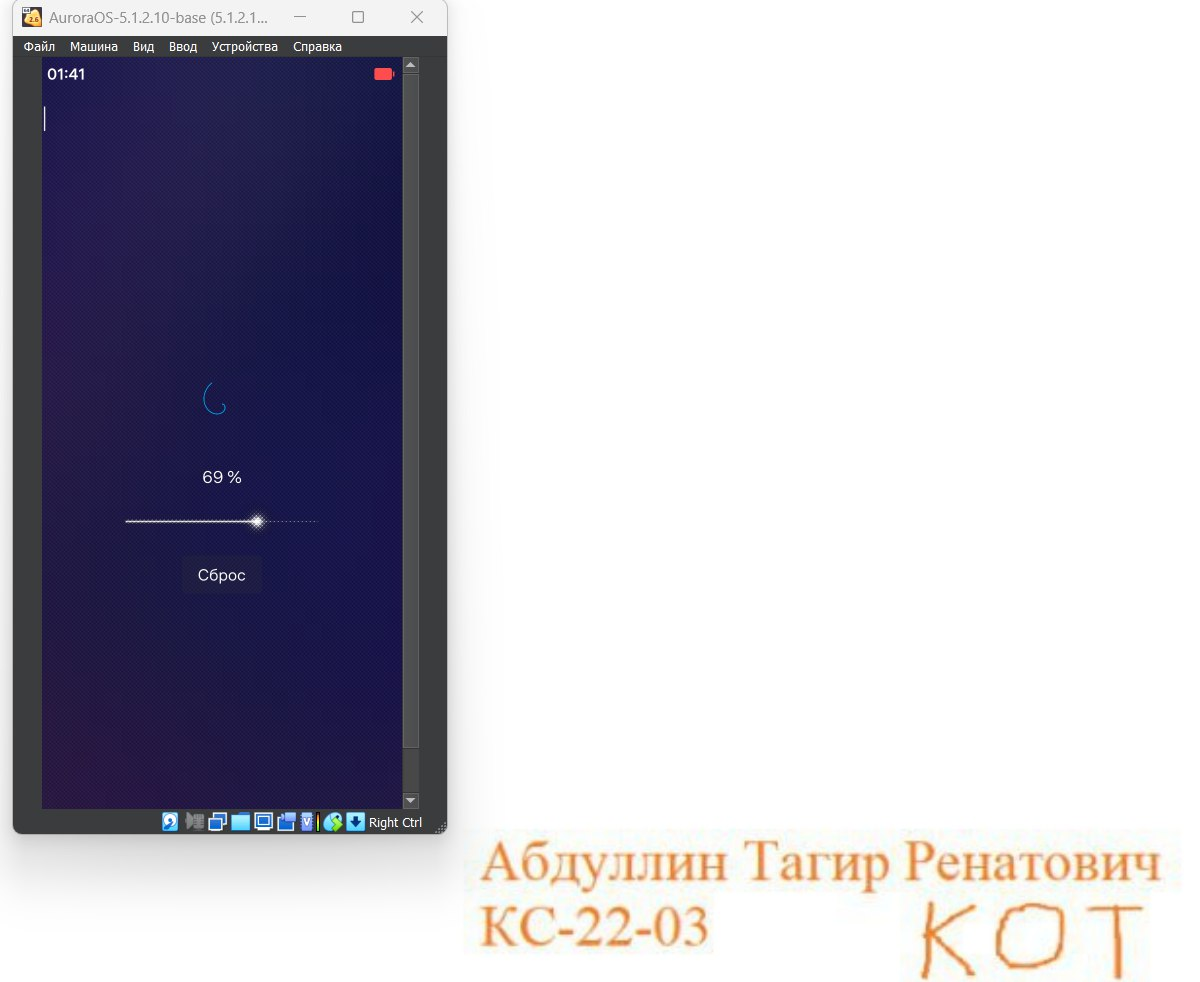 AuroraOS-5.1.2.10-base (5.1.2.1...
Файл Машина Вид Ввод Устройства Справка
01:41
69 %
Сброс
Right Ctrl
Абдуллин Тагир Ренатович
КС-22-03
КОТ